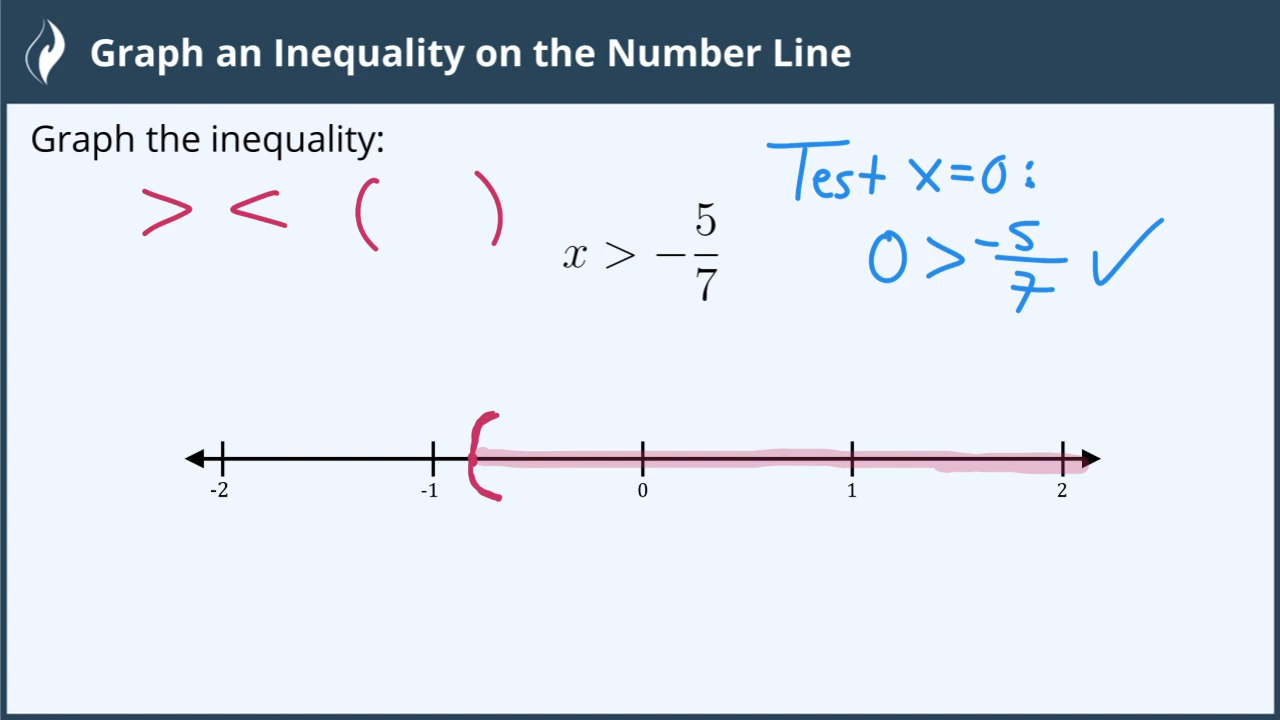 Graph an Inequality on the Number Line
Graph the inequality:
> < ( )
x > -5/7
Test x=0:
0 > -5/7 ✓
(
-2 -1 0 1 2